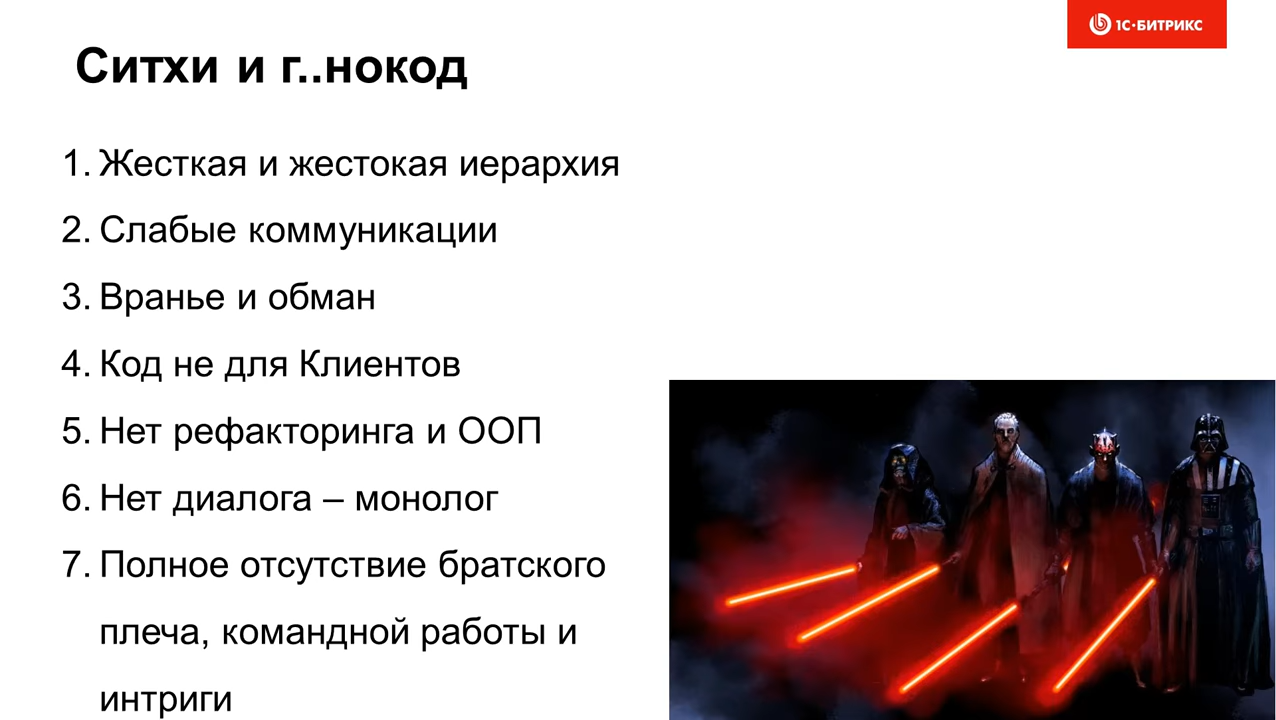 1С-БИТРИКС
Ситхи и г..нокод
1. Жесткая и жестокая иерархия
2. Слабые коммуникации
3. Вранье и обман
4. Код не для Клиентов
5. Нет рефакторинга и ООП
6. Нет диалога – монолог
7. Полное отсутствие братского
плеча, командной работы и
интриги